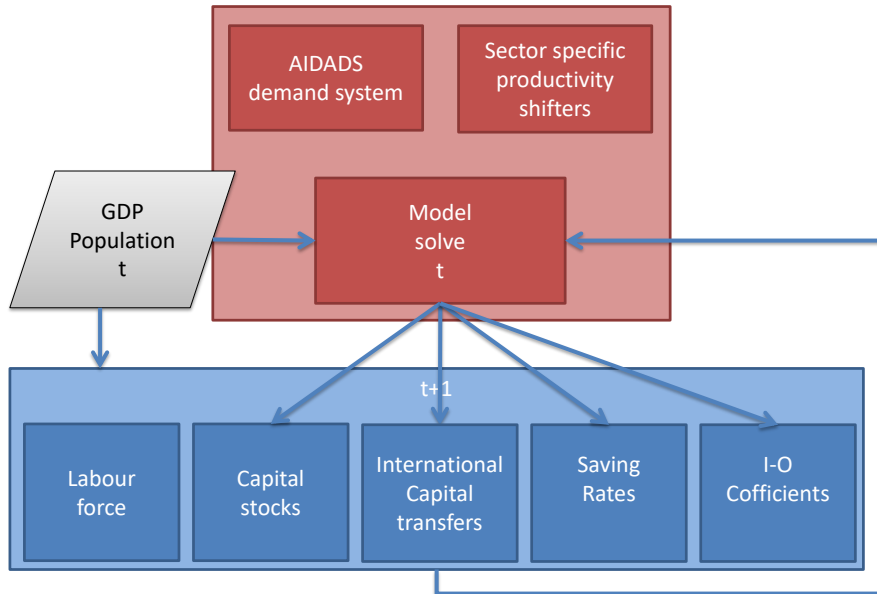 AIDADS
demand system
Sector specific
productivity
shifters
GDP
Population
t
Model
solve
t
t+1
Labour
force
Capital
stocks
International
Capital
transfers
Saving
Rates
I-O
Cofficients